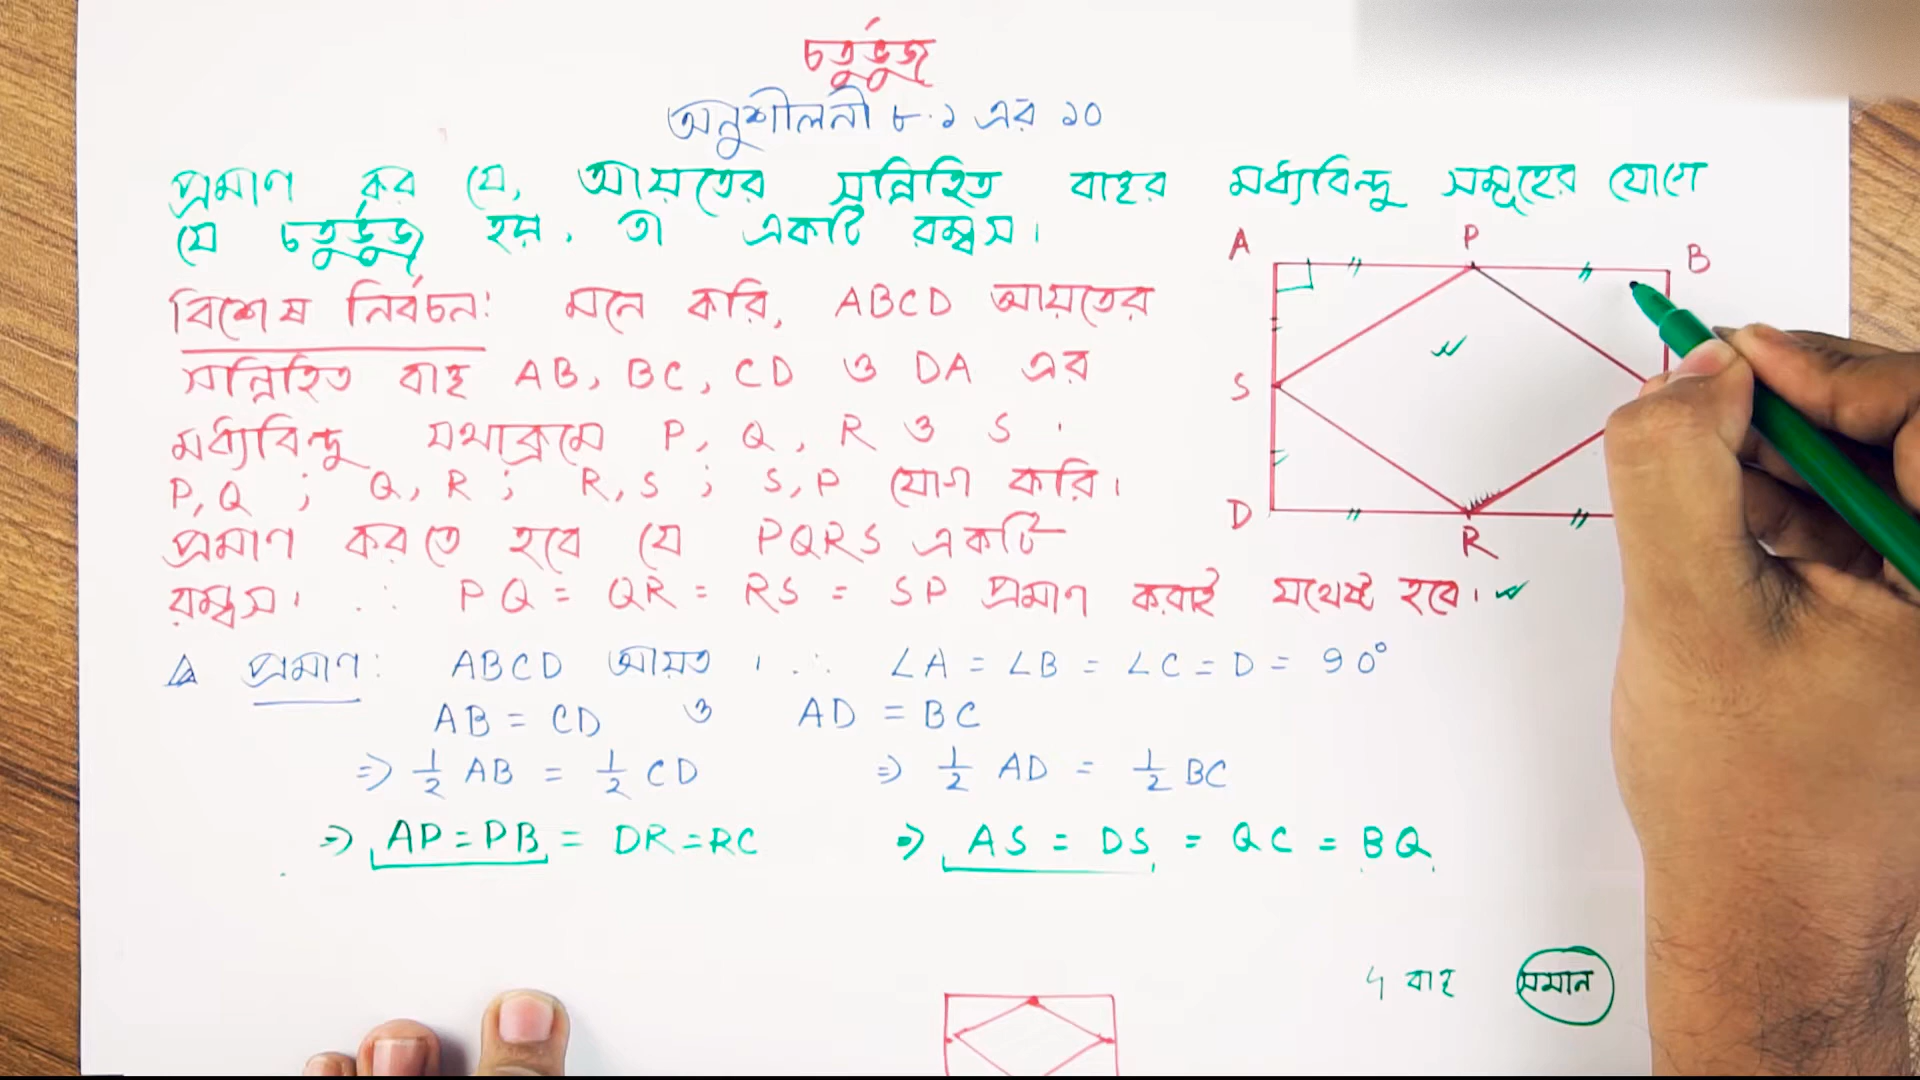 চতুর্ভুজ
অনুশীলনী ৮.১ এর ১০
প্রমাণ কর যে, আয়তের সন্নিহিত বাহুর মধ্যবিন্দু সমূহের যোগে
যে চতুর্ভুজ হয়, তা একটি রম্বস।
বিশেষ নির্বচন: মনে করি, ABCD আয়তের
সন্নিহিত বাহু AB, BC, CD ও DA এর
মধ্যবিন্দু যথাক্রমে P, Q, R ও S.
P,Q ; Q,R ; R,S ; S,P যোগ করি।
প্রমাণ করতে হবে যে PQRS একটি
রম্বস। ∴ PQ = QR = RS = SP প্রমাণ করাই যথেষ্ট হবে।
A P B
S
D R
প্রমাণ: ABCD আয়ত । ∴ ∠A = ∠B = ∠C = D = 90°
AB = CD ও AD = BC
⇒ 1/2 AB = 1/2 CD ⇒ 1/2 AD = 1/2 BC
⇒ AP = PB = DR = RC ⇒ AS = DS = QC = BQ
4 বাহু সমান